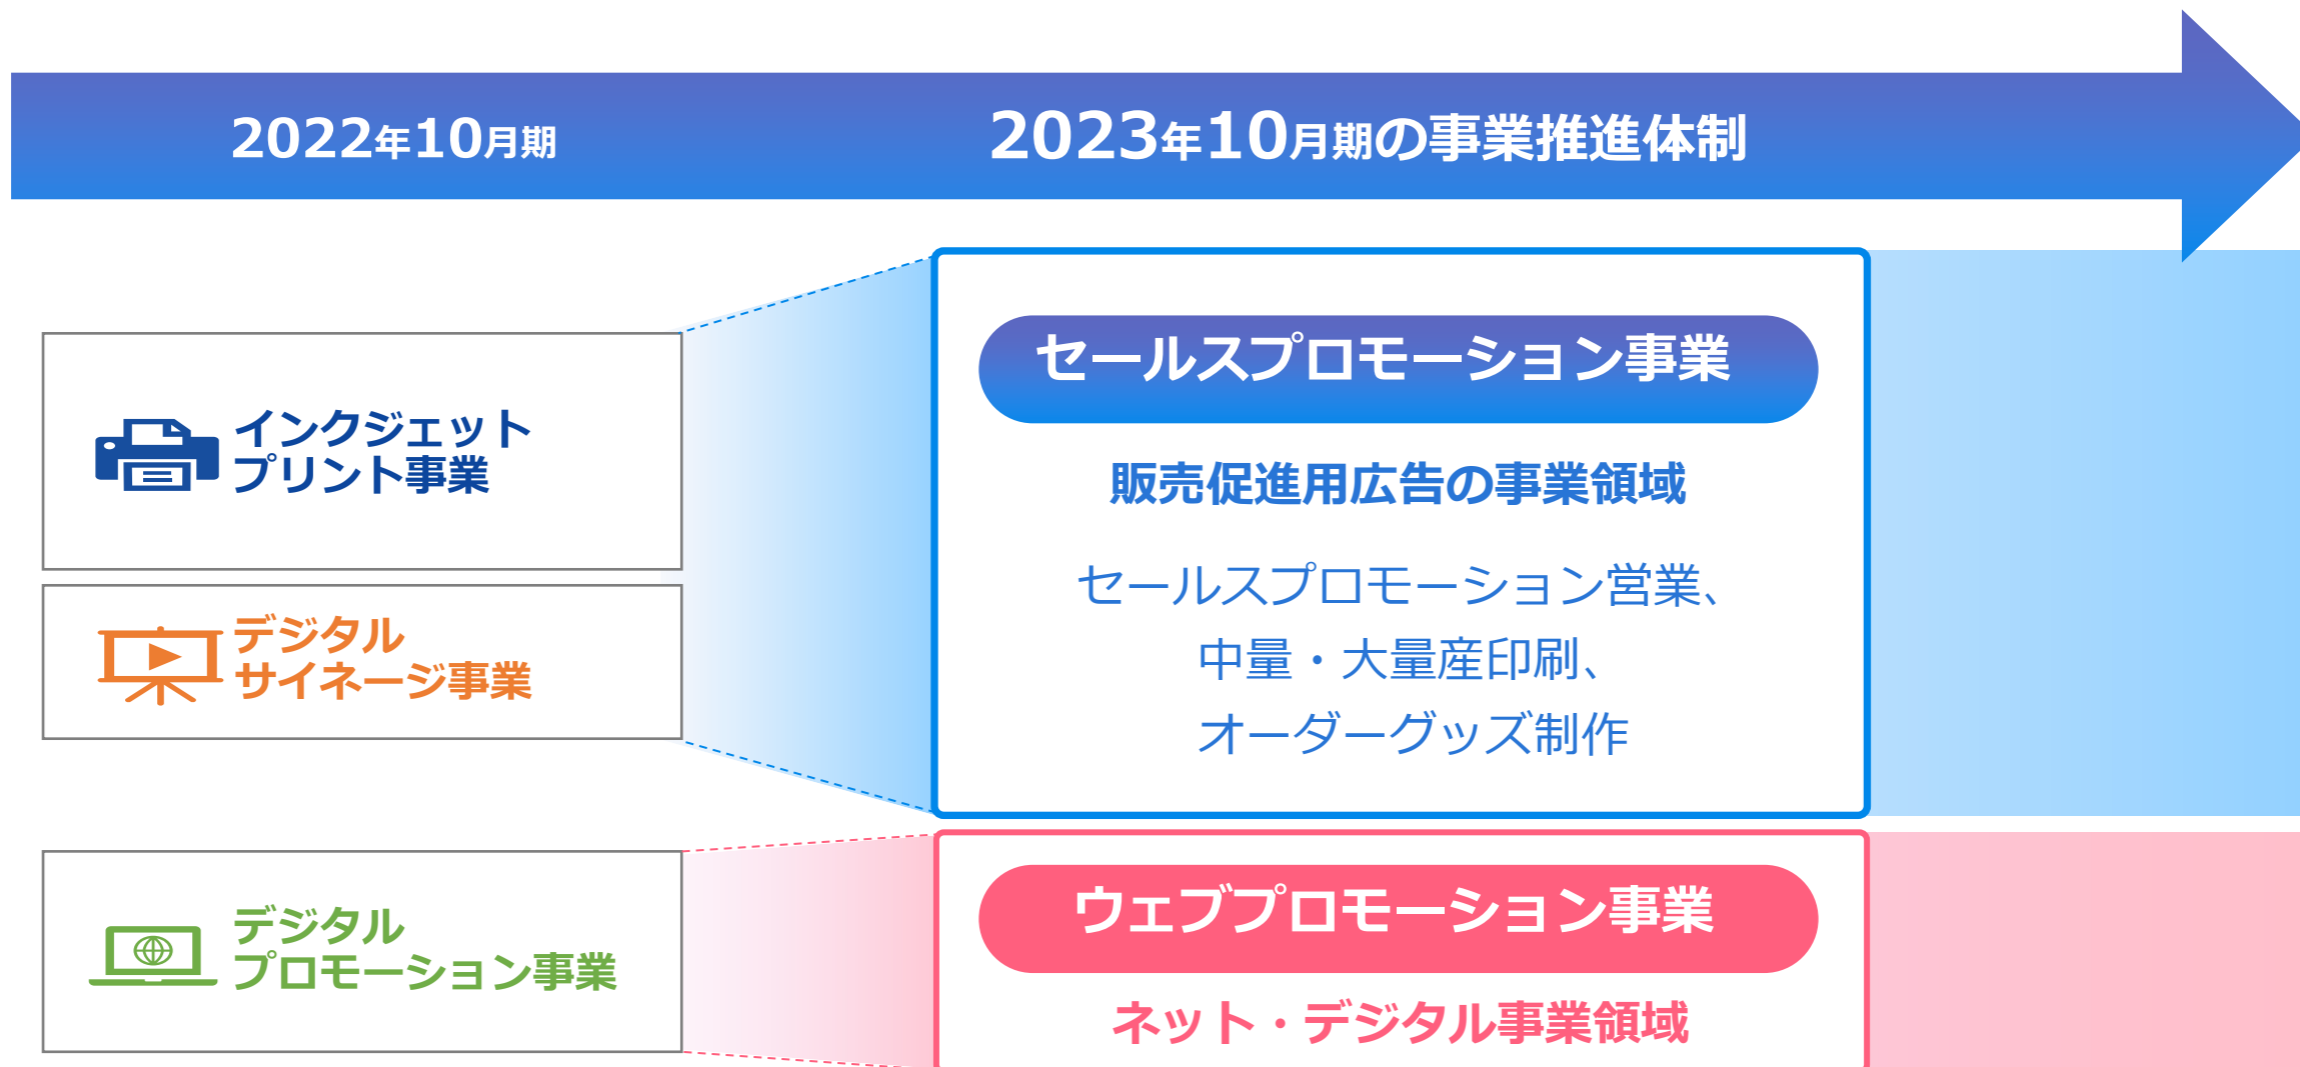 2022年10月期
2023年10月期の事業推進体制
インクジェット
プリント事業
デジタル
サイネージ事業
セールスプロモーション事業
販売促進用広告の事業領域
セールスプロモーション営業、
中量・大量産印刷、
オーダーグッズ制作
デジタル
プロモーション事業
ウェブプロモーション事業
ネット・デジタル事業領域